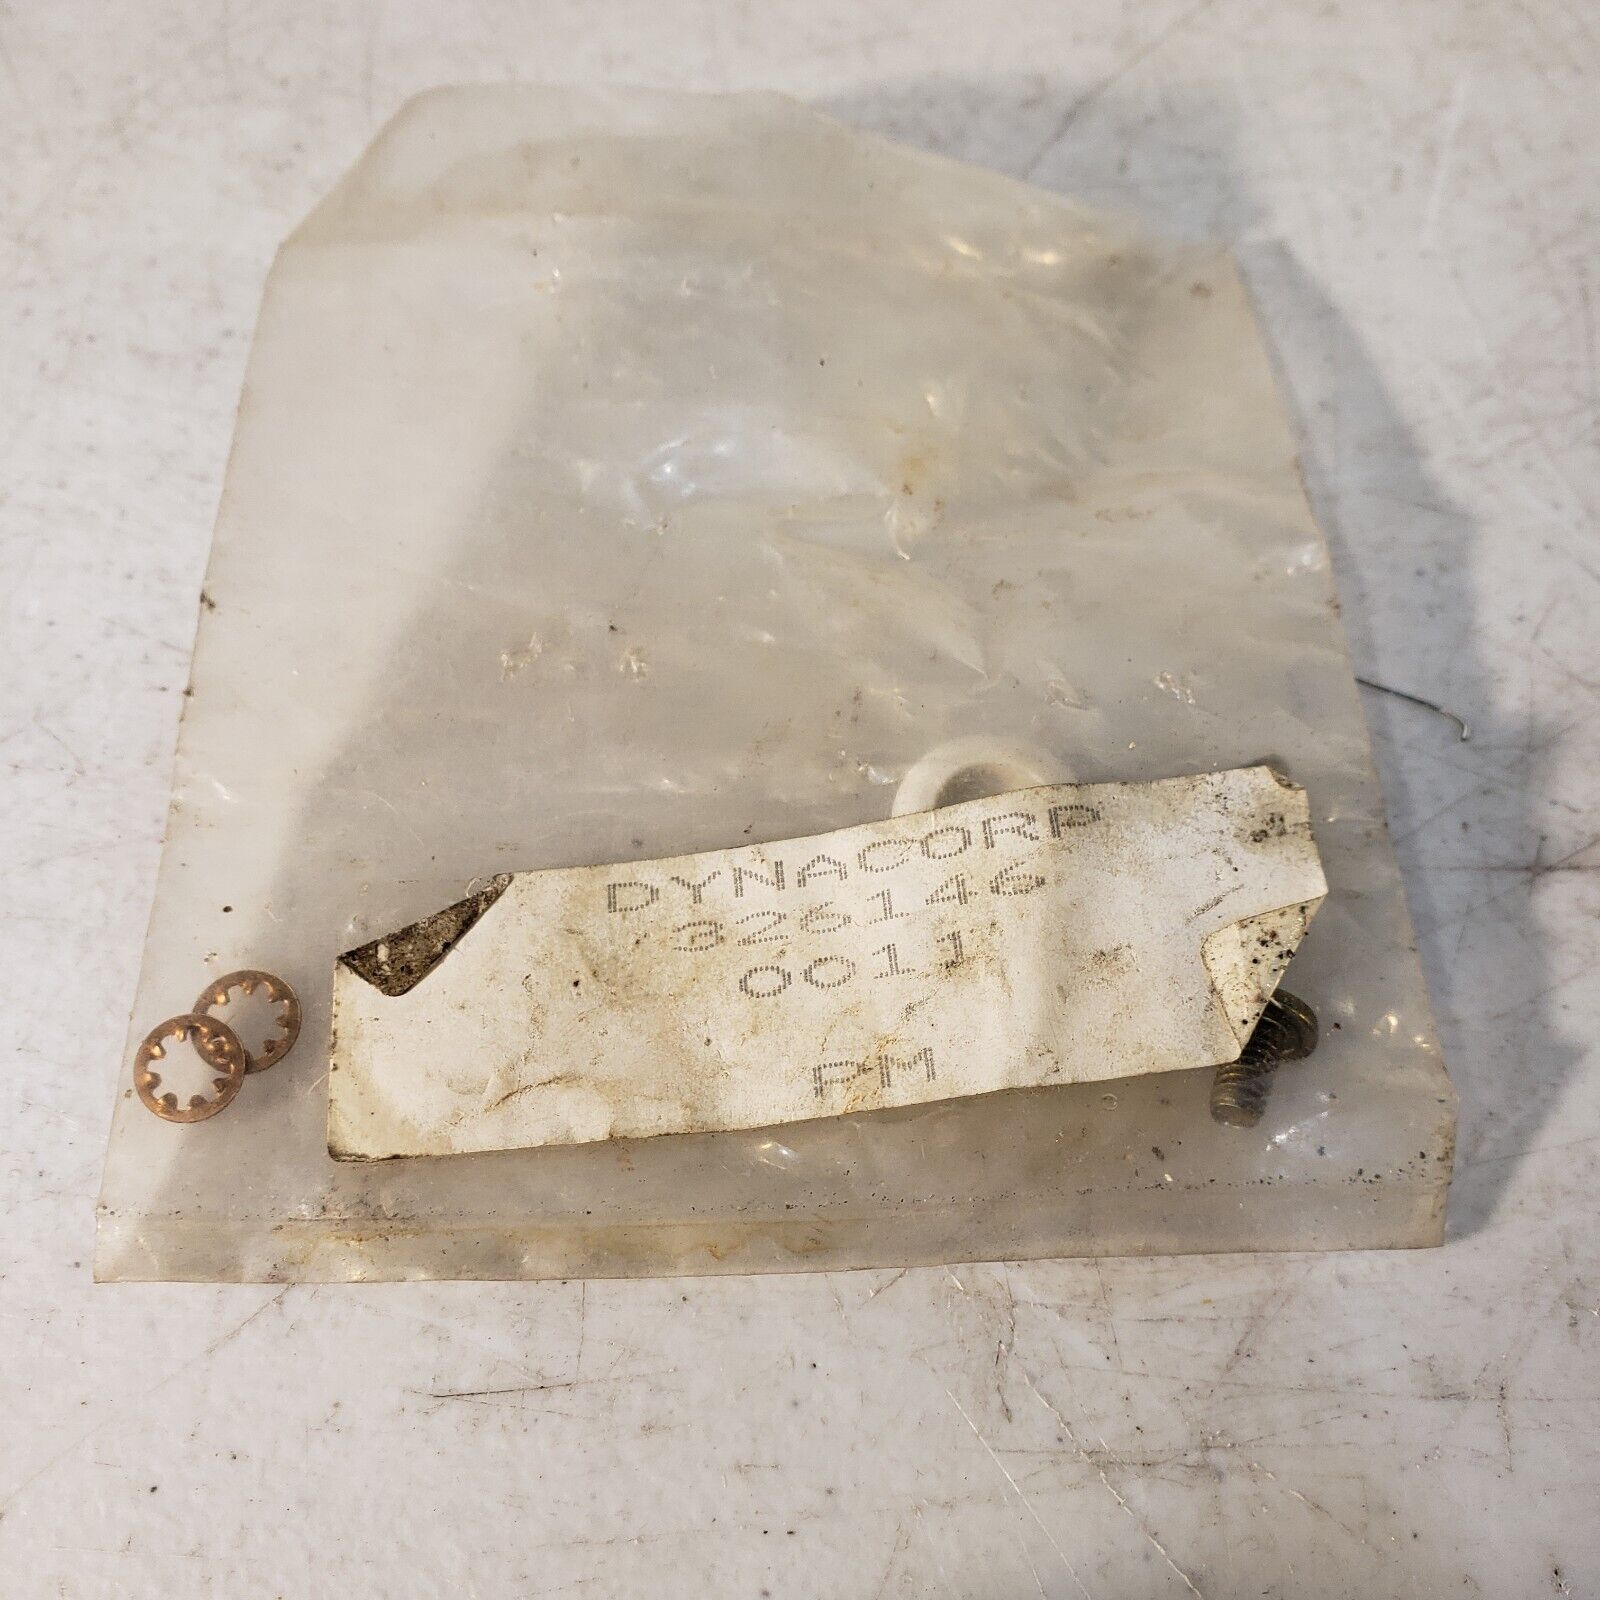 DYNACORP
326146
0011
PM